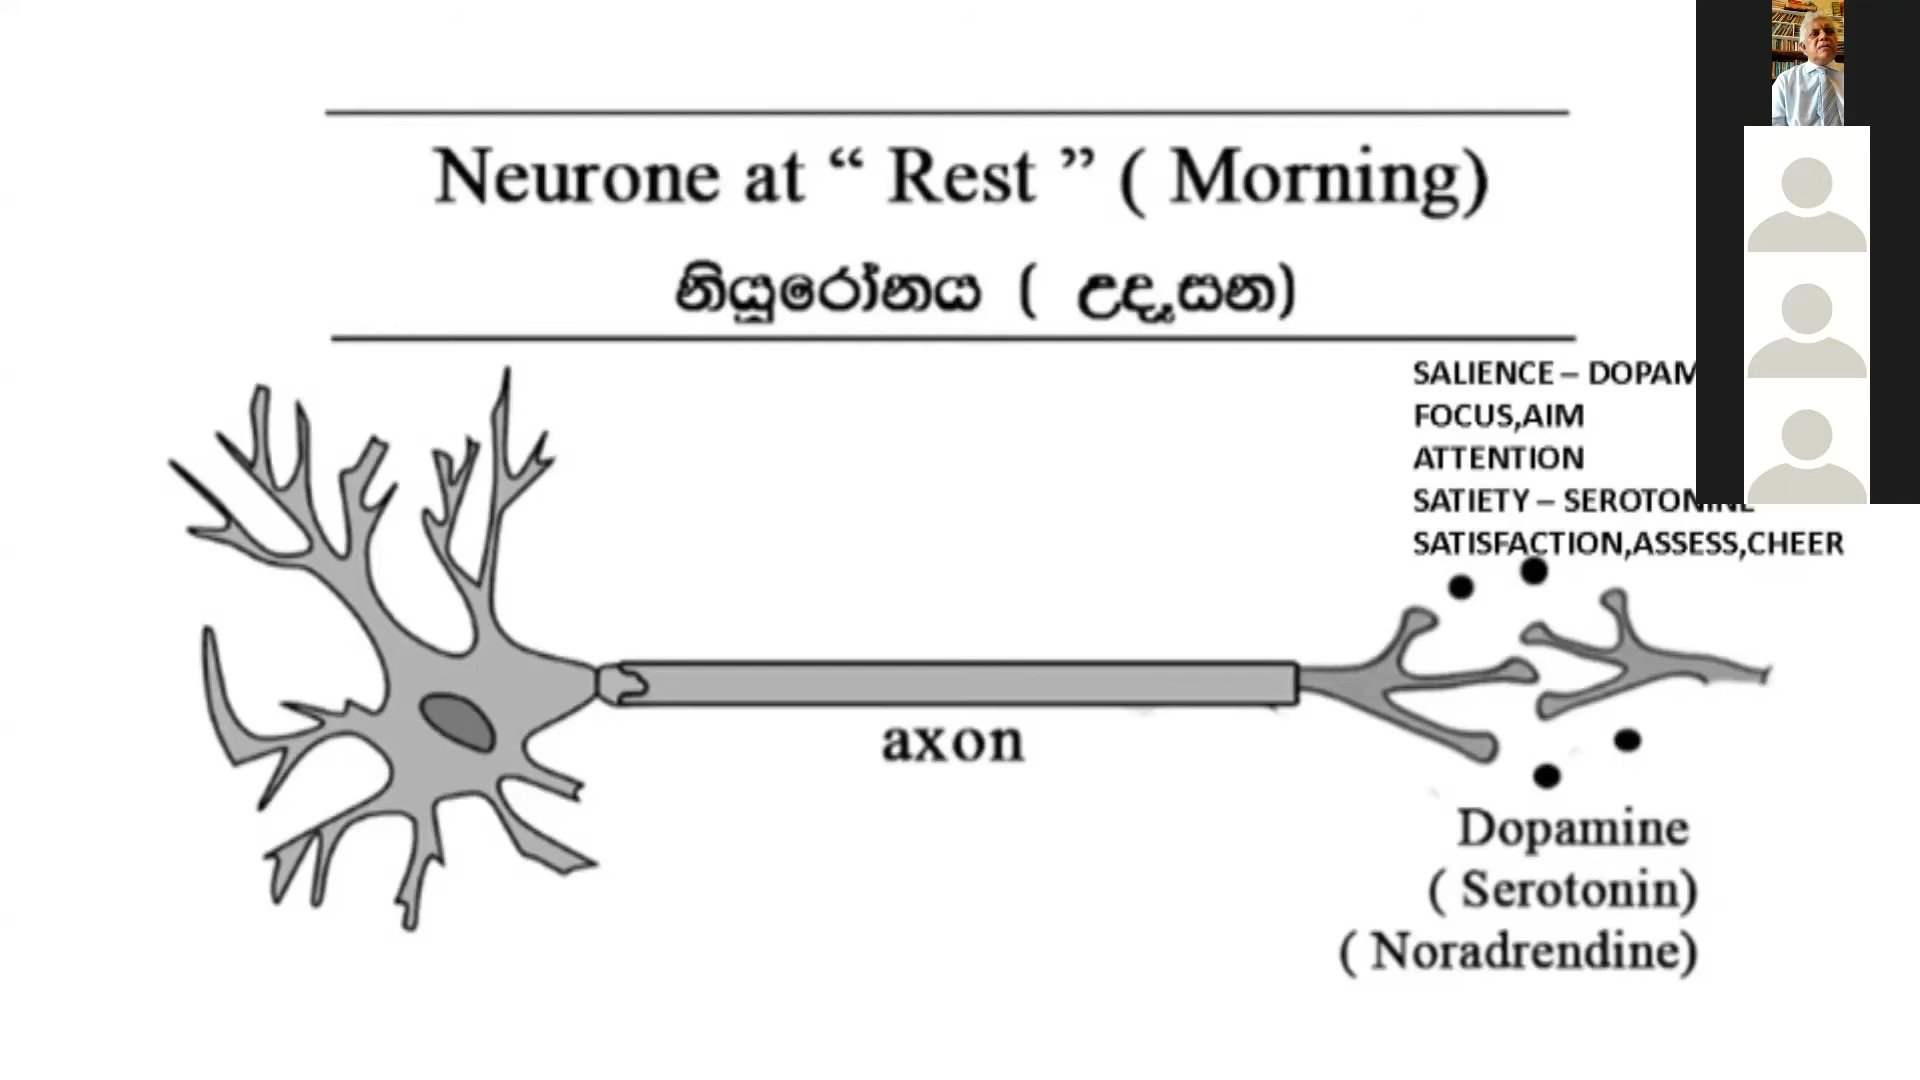 Neurone at “ Rest ” ( Morning)
නියූරෝනය ( උදෑසන)
SALIENCE – DOPAM
FOCUS,AIM
ATTENTION
SATIETY – SEROTONINE
SATISFACTION,ASSESS,CHEER
axon
Dopamine
( Serotonin)
( Noradrendine)